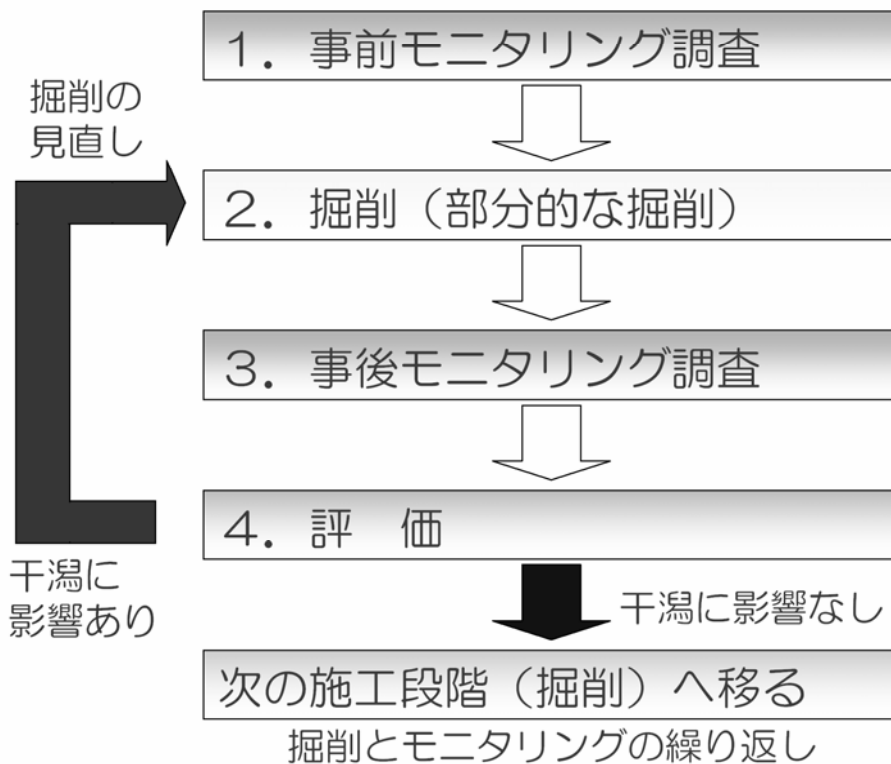 1．事前モニタリング調査
掘削の
見直し
2．掘削（部分的な掘削）
3．事後モニタリング調査
4．評　価
干潟に
影響あり
干潟に影響なし
次の施工段階（掘削）へ移る
掘削とモニタリングの繰り返し